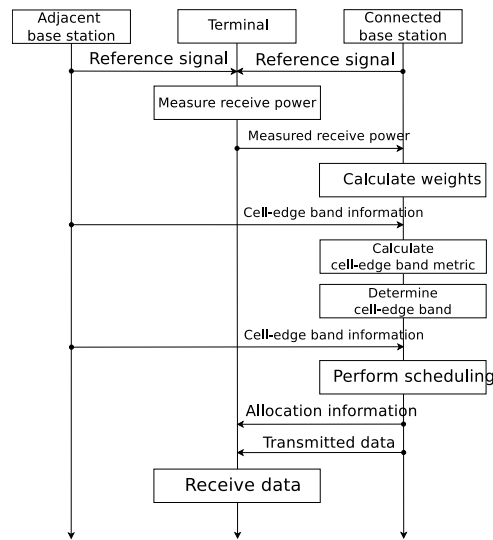 Adjacent
base station
Terminal
Connected
base station
Reference signal
Reference signal
Measure receive power
Measured receive power
Calculate weights
Cell-edge band information
Calculate
cell-edge band metric
Determine
cell-edge band
Cell-edge band information
Perform scheduling
Allocation information
Transmitted data
Receive data